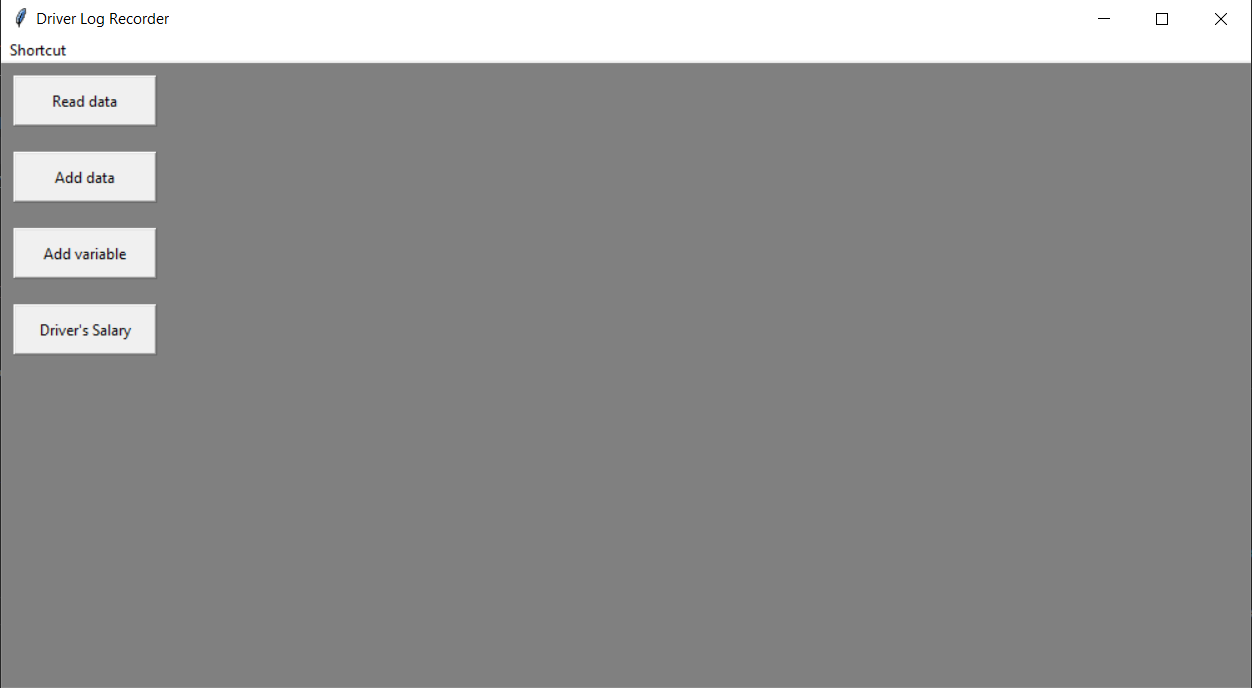 Driver Log Recorder
Shortcut
Read data
Add data
Add variable
Driver's Salary